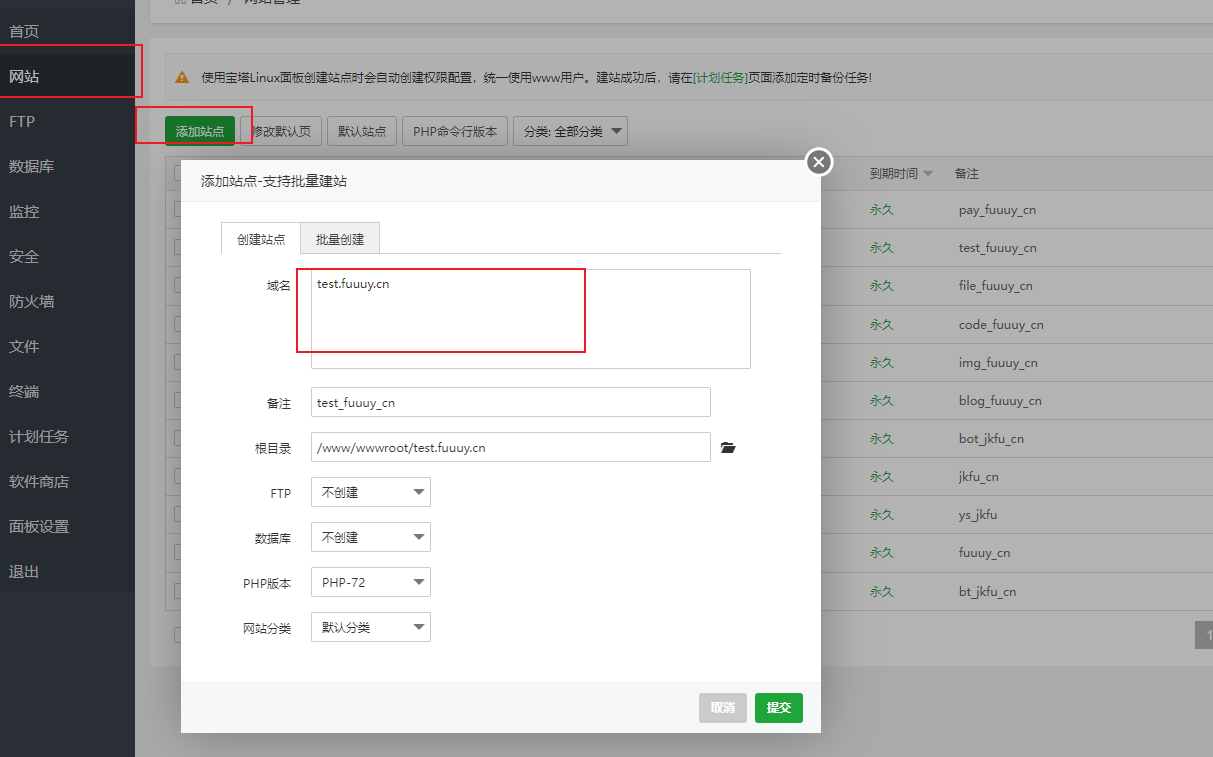 首页 / 网站管理
首页
网站
FTP
数据库
监控
安全
防火墙
文件
终端
计划任务
软件商店
面板设置
退出
使用宝塔Linux面板创建站点时会自动创建权限配置，统一使用www用户。建站成功后，请在[计划任务]页面添加定时备份任务!
添加站点 修改默认页 默认站点 PHP命令行版本 分类: 全部分类
到期时间 备注
永久 pay_fuuuy_cn
永久 test_fuuuy_cn
永久 file_fuuuy_cn
永久 code_fuuuy_cn
永久 img_fuuuy_cn
永久 blog_fuuuy_cn
永久 bot_jkfu_cn
永久 jkfu_cn
永久 ys_jkfu
永久 fuuuy_cn
永久 bt_jkfu_cn
1
添加站点-支持批量建站
创建站点 批量创建
域名 test.fuuuy.cn
备注 test_fuuuy_cn
根目录 /www/wwwroot/test.fuuuy.cn
FTP 不创建
数据库 不创建
PHP版本 PHP-72
网站分类 默认分类
取消 提交